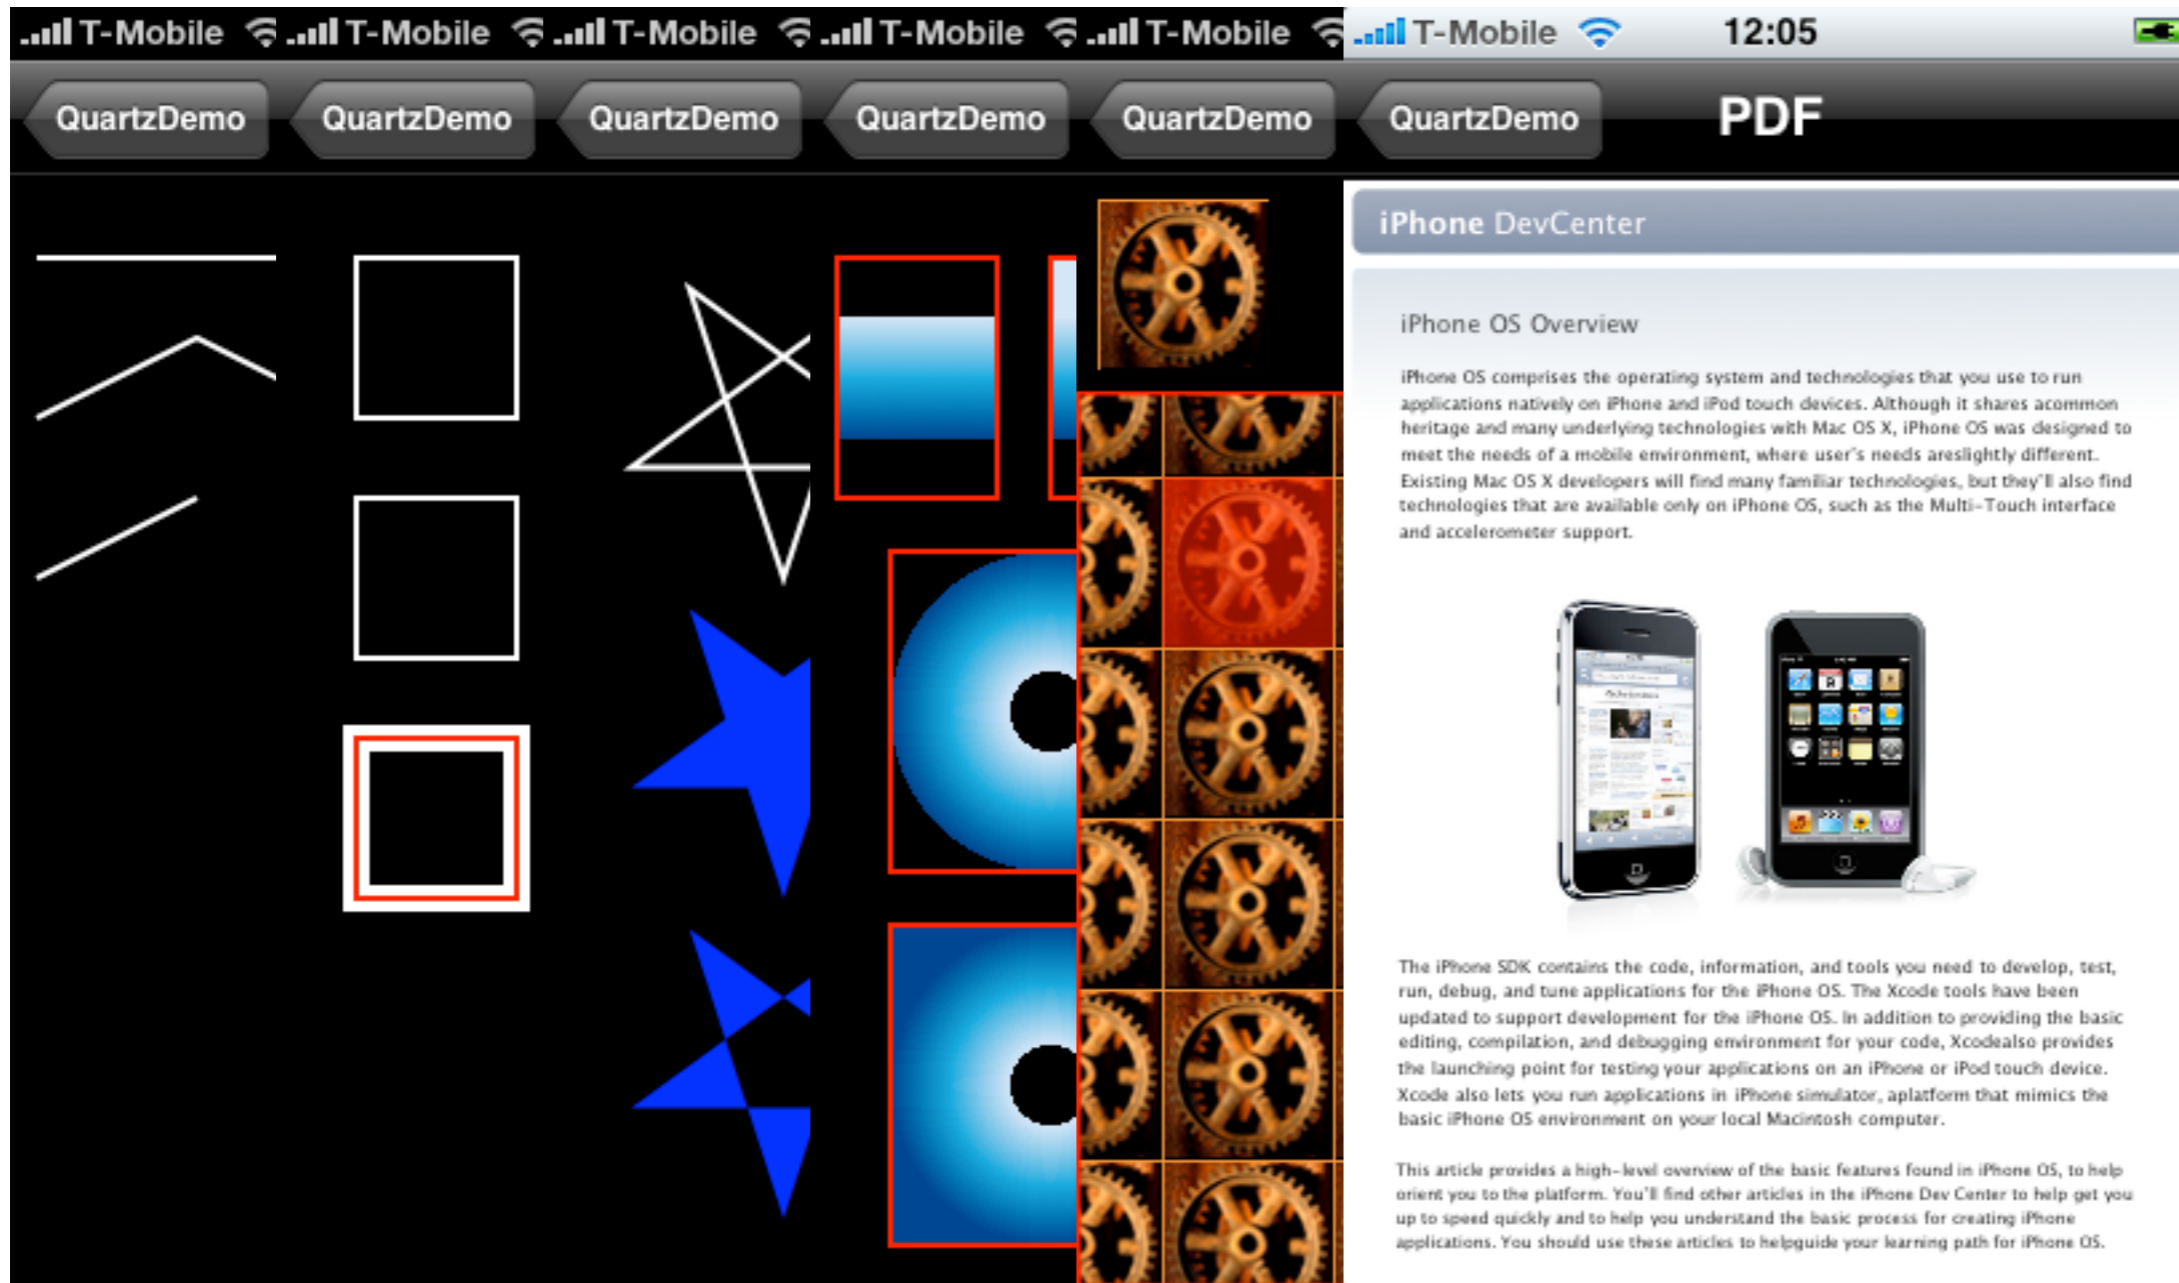 T-Mobile T-Mobile T-Mobile T-Mobile T-Mobile T-Mobile 12:05
QuartzDemo QuartzDemo QuartzDemo QuartzDemo QuartzDemo QuartzDemo PDF
iPhone DevCenter
iPhone OS Overview
iPhone OS comprises the operating system and technologies that you use to run
applications natively on iPhone and iPod touch devices. Although it shares acommon
heritage and many underlying technologies with Mac OS X, iPhone OS was designed to
meet the needs of a mobile environment, where user's needs areslightly different.
Existing Mac OS X developers will find many familiar technologies, but they'll also find
technologies that are available only on iPhone OS, such as the Multi-Touch interface
and accelerometer support.
The iPhone SDK contains the code, information, and tools you need to develop, test,
run, debug, and tune applications for the iPhone OS. The Xcode tools have been
updated to support development for the iPhone OS. In addition to providing the basic
editing, compilation, and debugging environment for your code, Xcodealso provides
the launching point for testing your applications on an iPhone or iPod touch device.
Xcode also lets you run applications in iPhone simulator, aplatform that mimics the
basic iPhone OS environment on your local Macintosh computer.
This article provides a high-level overview of the basic features found in iPhone OS, to help
orient you to the platform. You'll find other articles in the iPhone Dev Center to help get you
up to speed quickly and to help you understand the basic process for creating iPhone
applications. You should use these articles to helpguide your learning path for iPhone OS.